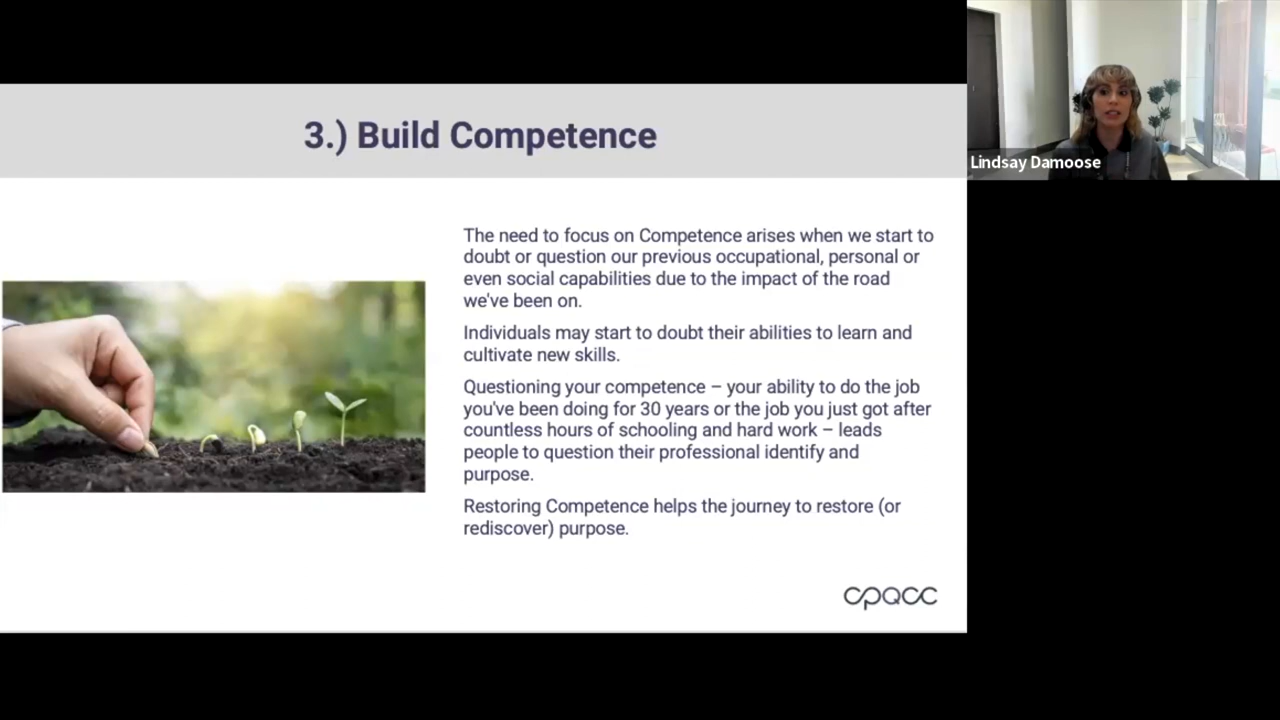 3.) Build Competence
Lindsay Damoose
The need to focus on Competence arises when we start to
doubt or question our previous occupational, personal or
even social capabilities due to the impact of the road
we've been on.
Individuals may start to doubt their abilities to learn and
cultivate new skills.
Questioning your competence – your ability to do the job
you've been doing for 30 years or the job you just got after
countless hours of schooling and hard work – leads
people to question their professional identify and
purpose.
Restoring Competence helps the journey to restore (or
rediscover) purpose.
cpqcc